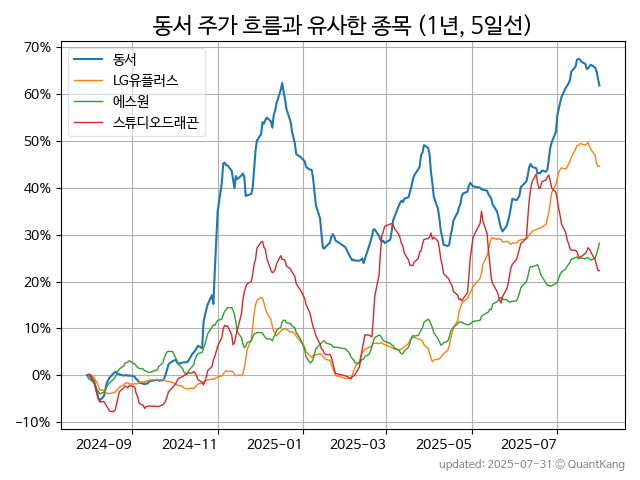 동서 주가 흐름과 유사한 종목 (1년, 5일선)
70%
60%
50%
40%
30%
20%
10%
0%
-10%
동서
LG유플러스
에스원
스튜디오드래곤
2024-09
2024-11
2025-01
2025-03
2025-05
2025-07
updated: 2025-07-31 © QuantKang